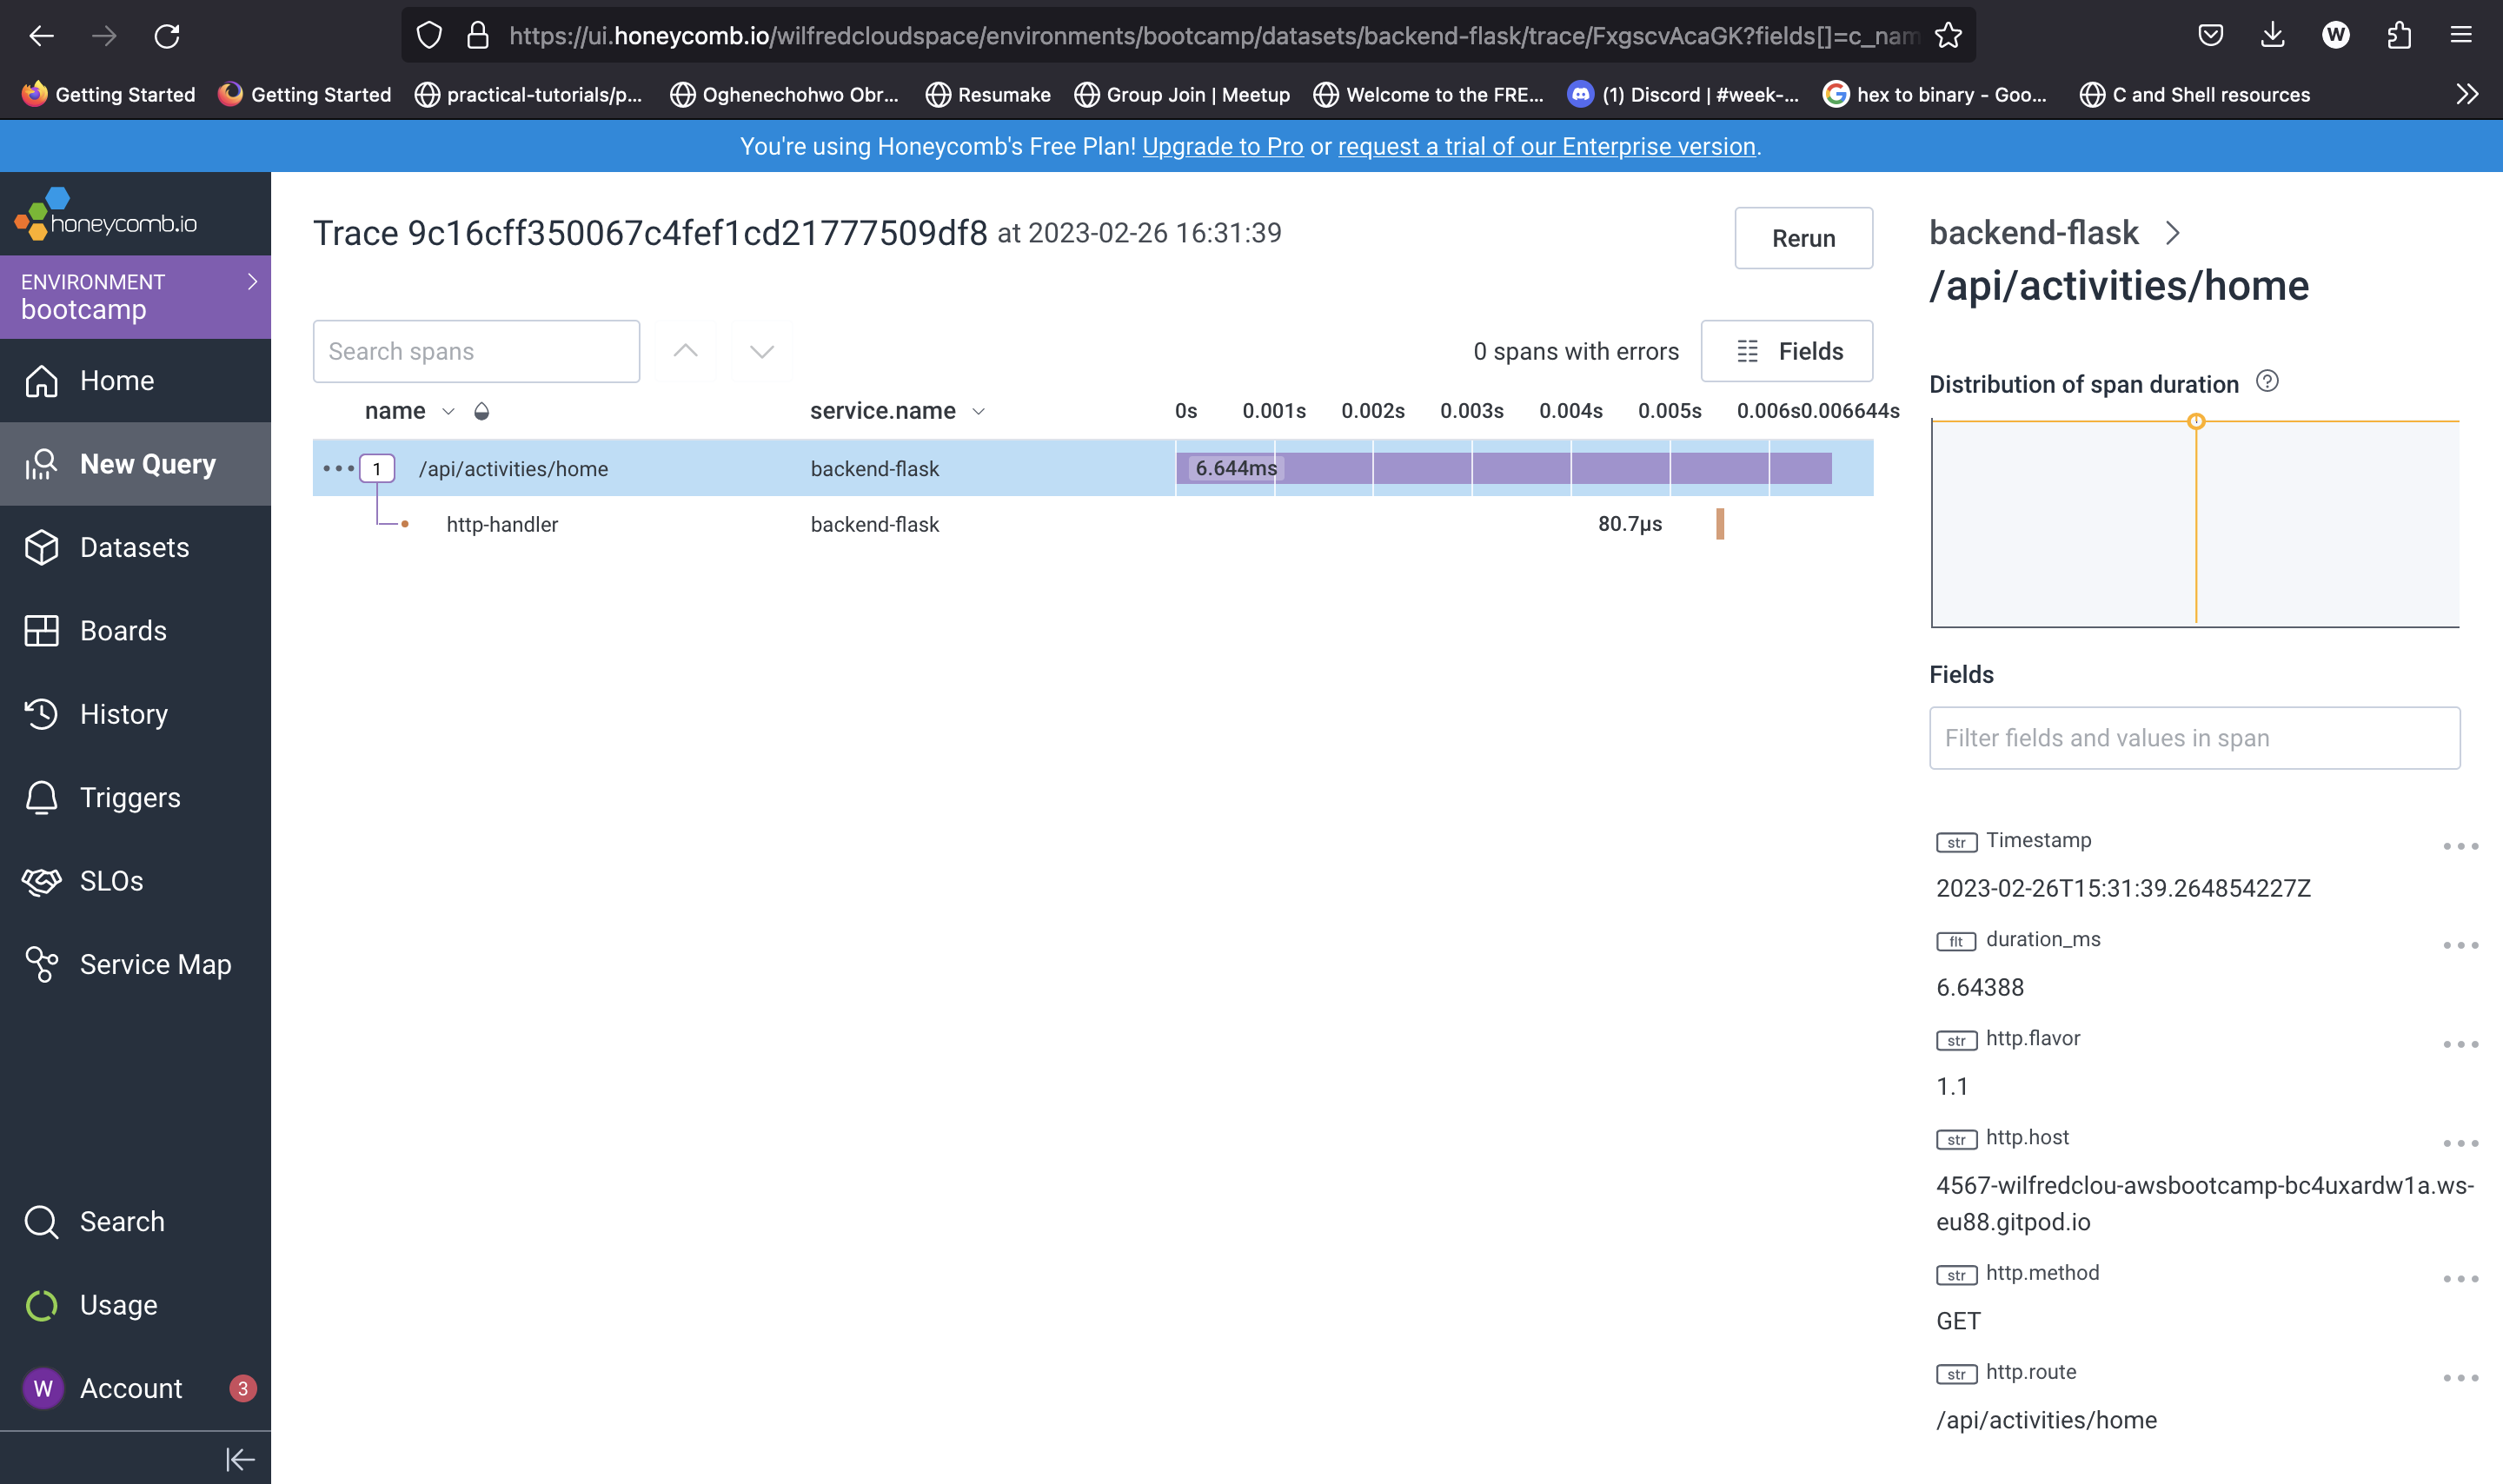 https://ui.honeycomb.io/wilfredcloudspace/environments/bootcamp/datasets/backend-flask/trace/FxgscvAcaGK?fields[]=c_nam
W
Getting Started
Getting Started
practical-tutorials/p...
Oghenechohwo Obr...
Resumake
Group Join | Meetup
Welcome to the FRE...
(1) Discord | #week-...
hex to binary - Goo...
C and Shell resources
You're using Honeycomb's Free Plan! Upgrade to Pro or request a trial of our Enterprise version.
honeycomb.io
ENVIRONMENT
bootcamp
Home
New Query
Datasets
Boards
History
Triggers
SLOs
Service Map
Search
Usage
W Account 3
Trace 9c16cff350067c4fef1cd21777509df8 at 2023-02-26 16:31:39
Rerun
Search spans
0 spans with errors
Fields
name service.name 0s 0.001s 0.002s 0.003s 0.004s 0.005s 0.006s0.006644s
1 /api/activities/home backend-flask 6.644ms
http-handler backend-flask 80.7µs
backend-flask
/api/activities/home
Distribution of span duration
Fields
Filter fields and values in span
str Timestamp
2023-02-26T15:31:39.264854227Z
flt duration_ms
6.64388
str http.flavor
1.1
str http.host
4567-wilfredclou-awsbootcamp-bc4uxardw1a.ws-
eu88.gitpod.io
str http.method
GET
str http.route
/api/activities/home